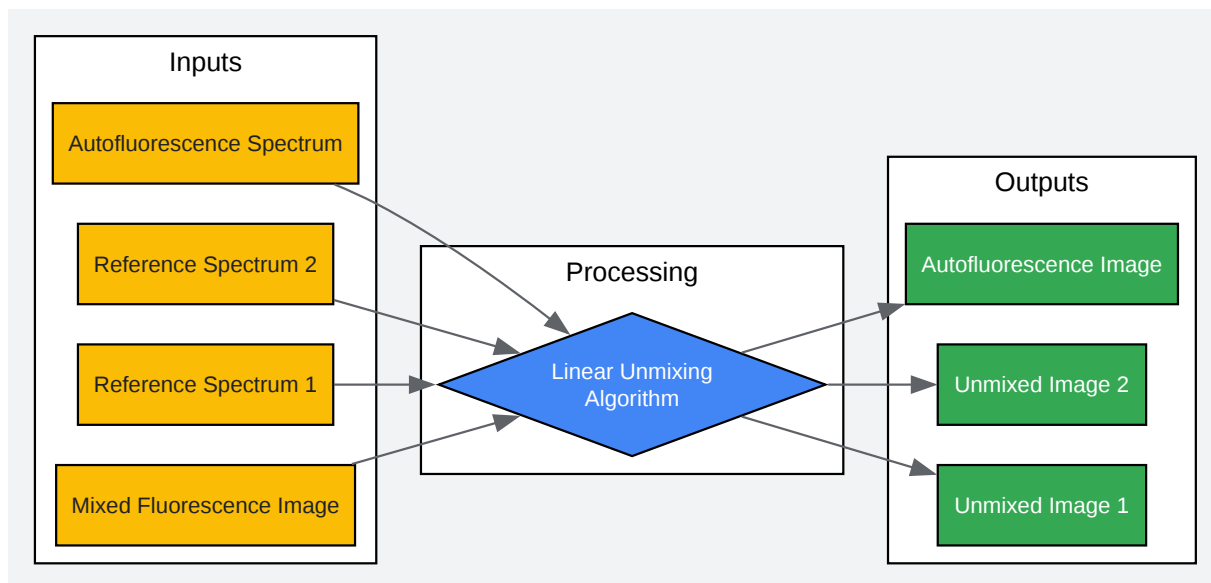 Inputs
Autofluorescence Spectrum
Reference Spectrum 2
Reference Spectrum 1
Mixed Fluorescence Image
Processing
Linear Unmixing
Algorithm
Outputs
Autofluorescence Image
Unmixed Image 2
Unmixed Image 1